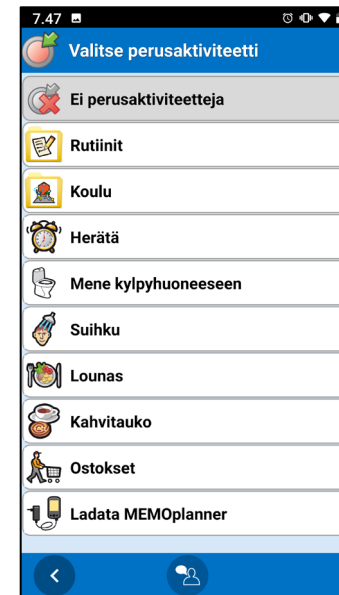 7.47
Valitse perusaktiviteetti
Ei perusaktiviteetteja
Rutiinit
Koulu
Herätä
Mene kylpyhuoneeseen
Suihku
Lounas
Kahvitauko
Ostokset
Ladata MEMOplanner